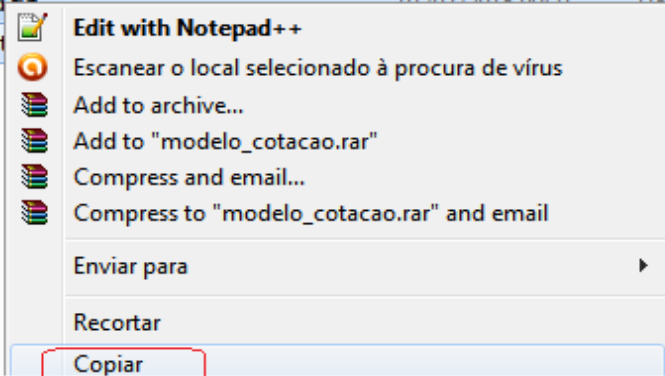 Edit with Notepad++
Escanear o local selecionado à procura de vírus
Add to archive...
Add to "modelo_cotacao.rar"
Compress and email...
Compress to "modelo_cotacao.rar" and email
Enviar para
Recortar
Copiar